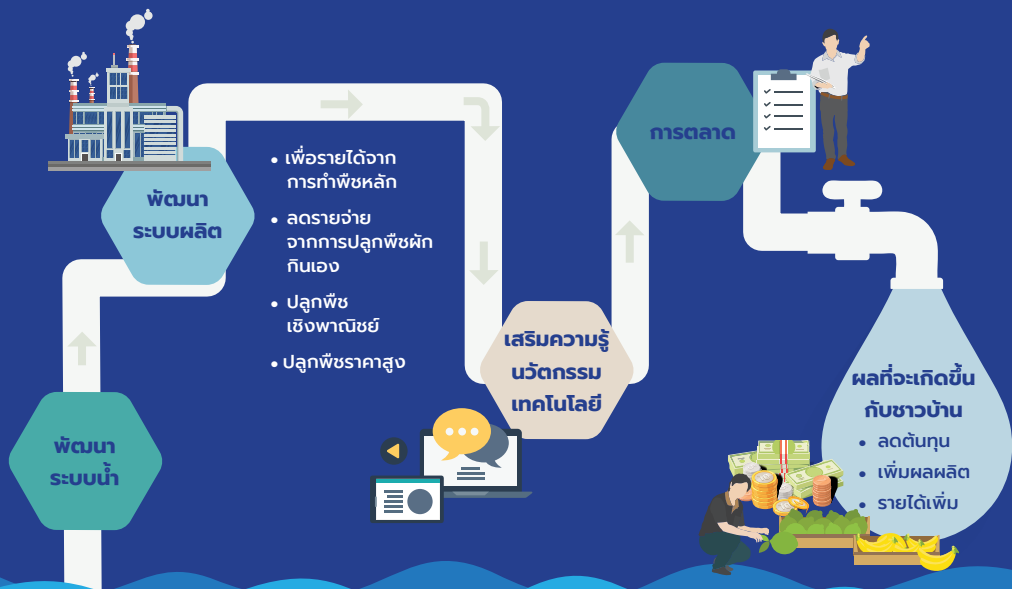 พัฒนา
ระบบน้ำ
พัฒนา
ระบบผลิต
• เพื่อรายได้จาก
การทำพืชหลัก
• ลดรายจ่าย
จากการปลูกพืชผัก
กินเอง
• ปลูกพืช
เชิงพาณิชย์
• ปลูกพืชราคาสูง
เสริมความรู้
นวัตกรรม
เทคโนโลยี
การตลาด
ผลที่จะเกิดขึ้น
กับชาวบ้าน
• ลดต้นทุน
• เพิ่มผลผลิต
• รายได้เพิ่ม